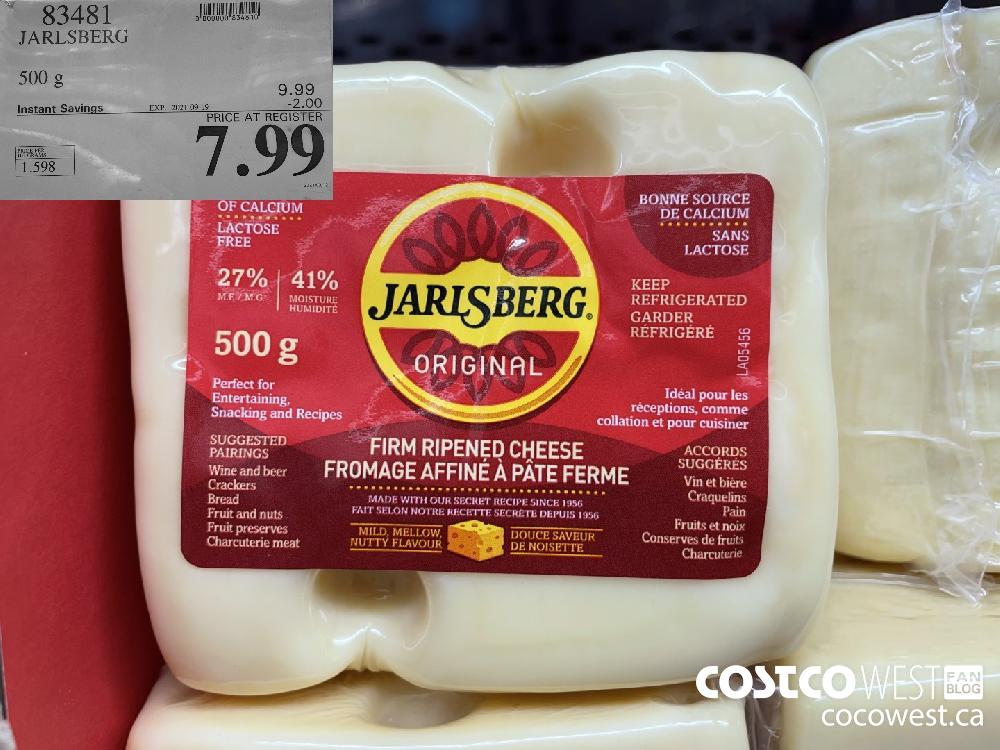 83481
JARLSBERG
500 g
9.99
-2.00
Instant Savings EXP. 2021 09 19
PRICE AT REGISTER
7.99
1.598
OF CALCIUM
LACTOSE
FREE
27% 41%
M.F./M.G. MOISTURE
HUMIDITÉ
500 g
Perfect for
Entertaining,
Snacking and Recipes
SUGGESTED
PAIRINGS
Wine and beer
Crackers
Bread
Fruit and nuts
Fruit preserves
Charcuterie meat
JARLSBERG®
ORIGINAL
FIRM RIPENED CHEESE
FROMAGE AFFINÉ À PÂTE FERME
MADE WITH OUR SECRET RECIPE SINCE 1956
FAIT SELON NOTRE RECETTE SECRÈTE DEPUIS 1956
MILD, MELLOW,
NUTTY FLAVOUR
DOUCE SAVEUR
DE NOISETTE
BONNE SOURCE
DE CALCIUM
SANS
LACTOSE
KEEP
REFRIGERATED
GARDER
RÉFRIGÉRÉ
LA05456
Idéal pour les
réceptions, comme
collation et pour cuisiner
ACCORDS
SUGGÉRÉS
Vin et bière
Craquelins
Pain
Fruits et noix
Conserves de fruits
Charcuterie
COSTCO WEST FAN
BLOG
cocowest.ca